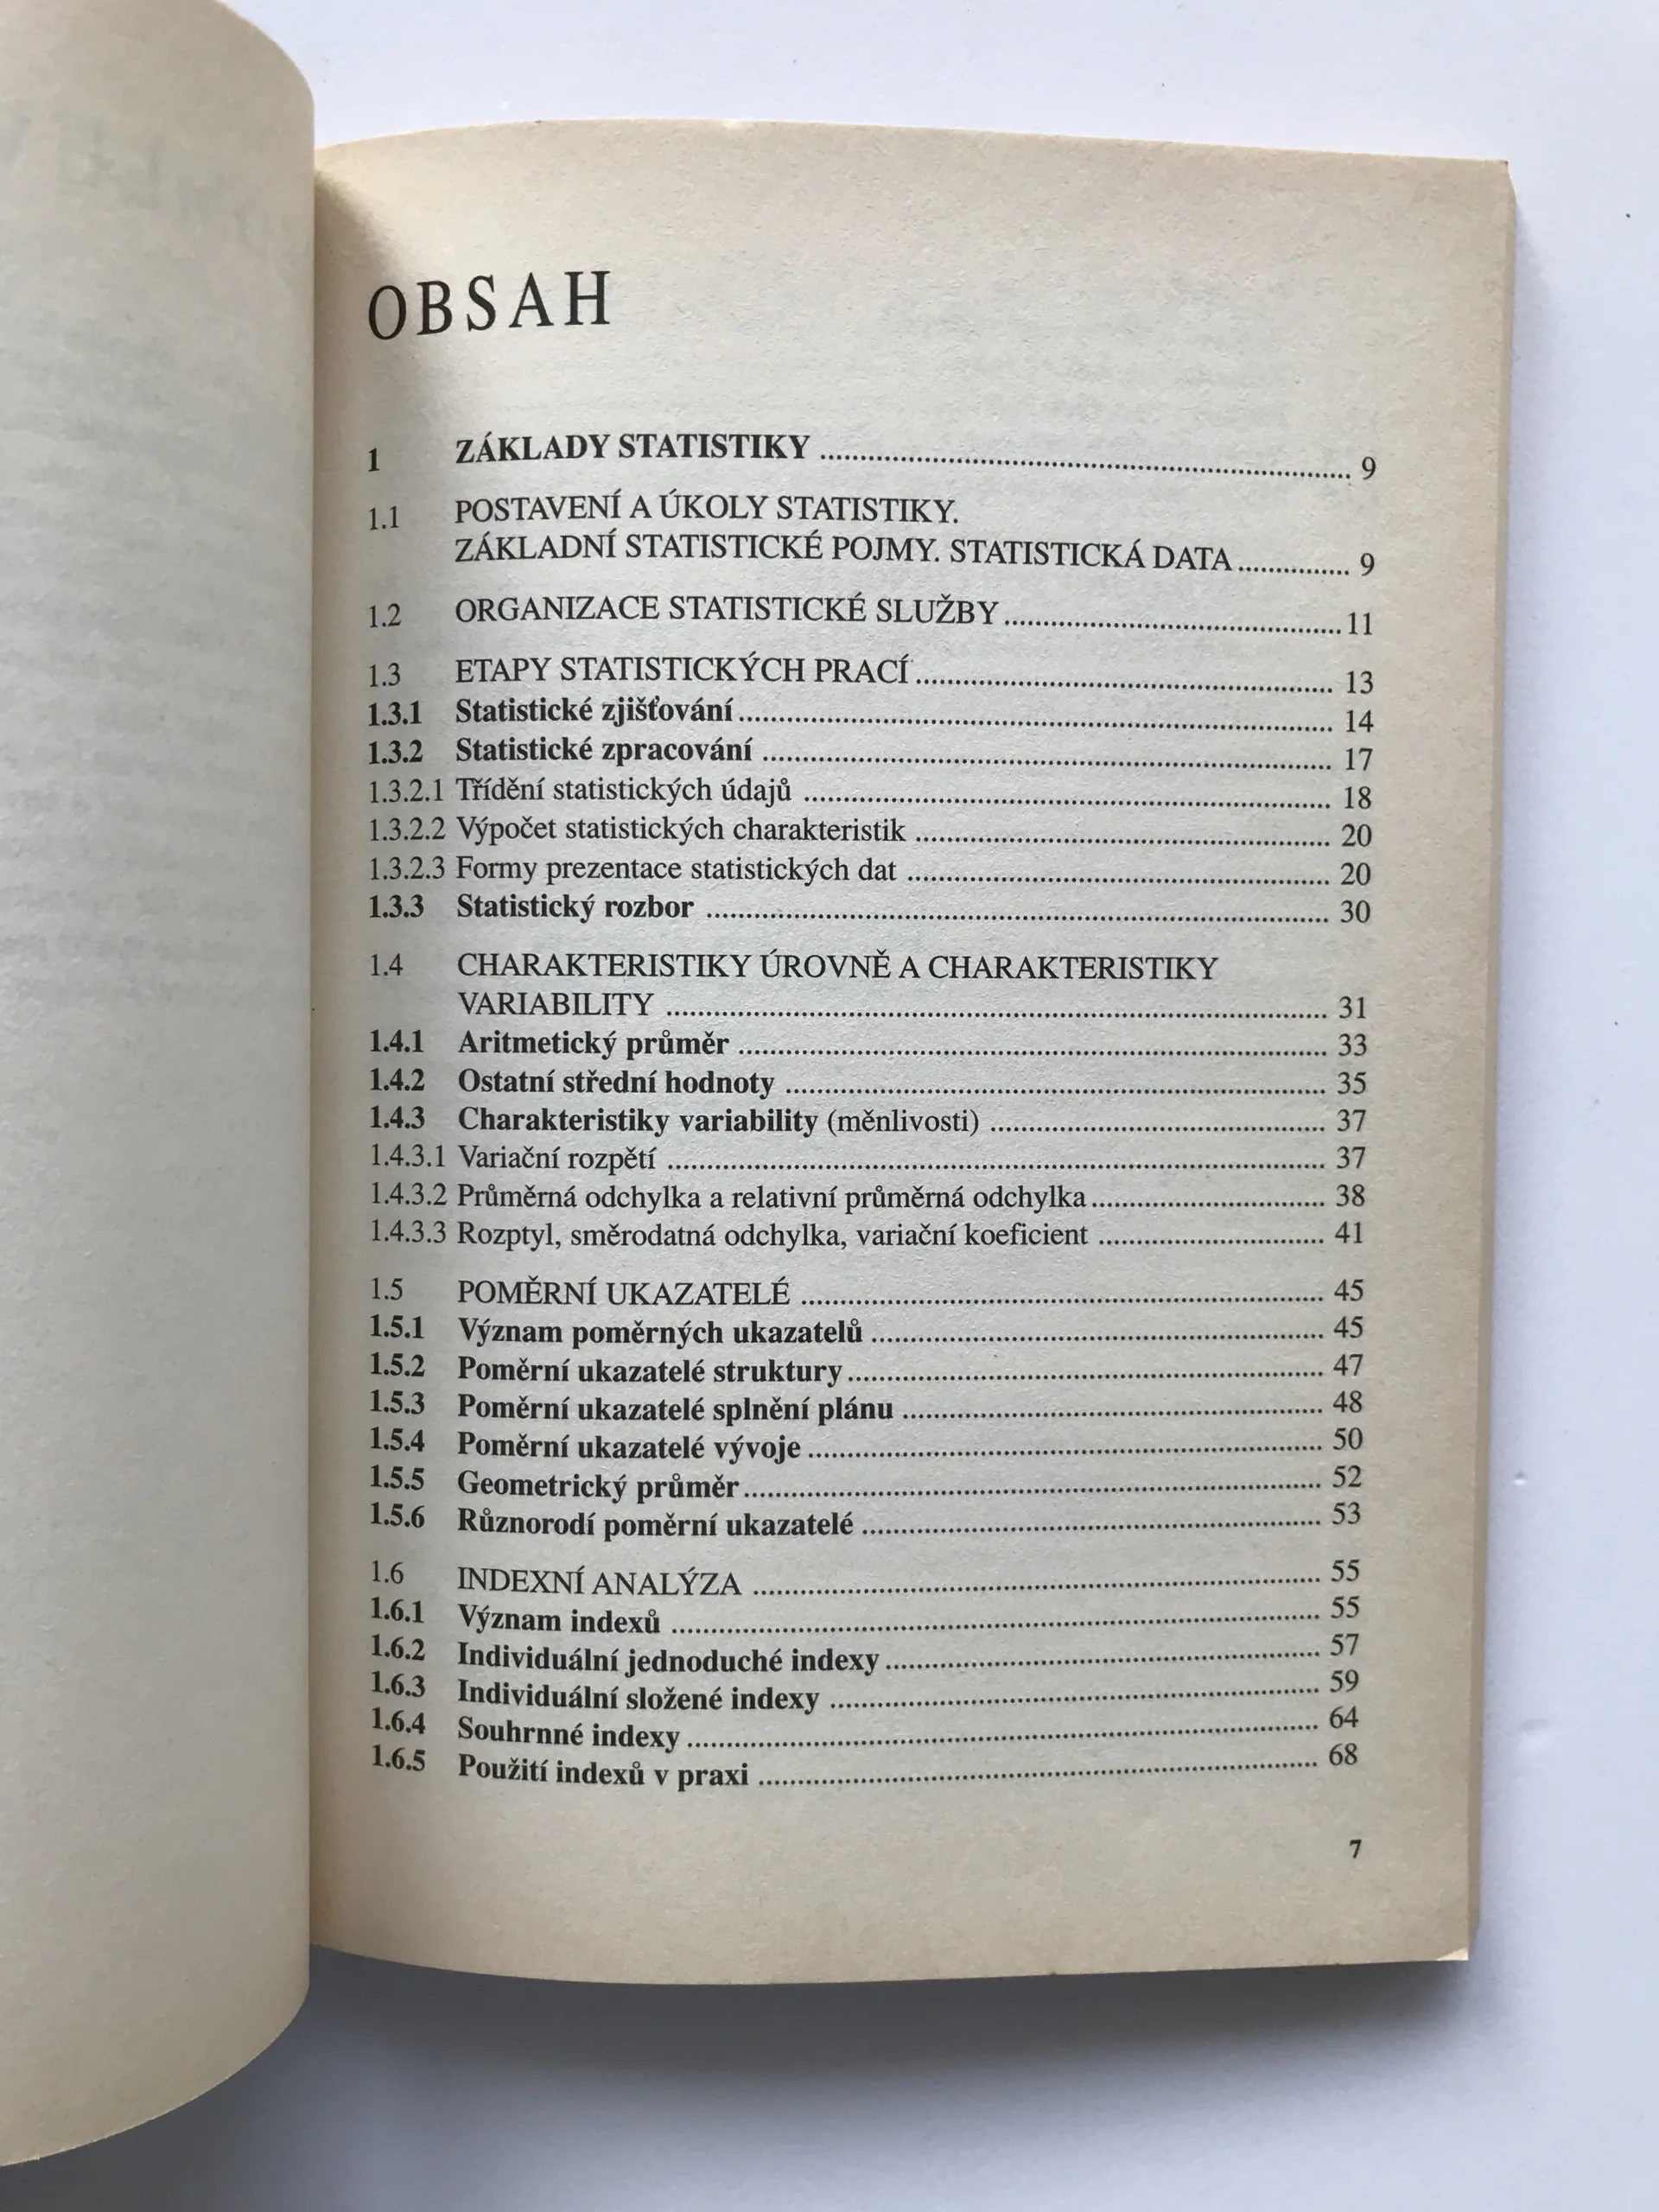 OBSAH
1 ZÁKLADY STATISTIKY ........ 9
1.1 POSTAVENÍ A ÚKOLY STATISTIKY.
ZÁKLADNÍ STATISTICKÉ POJMY. STATISTICKÁ DATA ........ 9
1.2 ORGANIZACE STATISTICKÉ SLUŽBY ........ 11
1.3 ETAPY STATISTICKÝCH PRACÍ ........ 13
1.3.1 Statistické zjišťování ........ 14
1.3.2 Statistické zpracování ........ 17
1.3.2.1 Třídění statistických údajů ........ 18
1.3.2.2 Výpočet statistických charakteristik ........ 20
1.3.2.3 Formy prezentace statistických dat ........ 20
1.3.3 Statistický rozbor ........ 30
1.4 CHARAKTERISTIKY ÚROVNĚ A CHARAKTERISTIKY
VARIABILITY ........ 31
1.4.1 Aritmetický průměr ........ 33
1.4.2 Ostatní střední hodnoty ........ 35
1.4.3 Charakteristiky variability (měnlivosti) ........ 37
1.4.3.1 Variační rozpětí ........ 37
1.4.3.2 Průměrná odchylka a relativní průměrná odchylka ........ 38
1.4.3.3 Rozptyl, směrodatná odchylka, variační koeficient ........ 41
1.5 POMĚRNÍ UKAZATELÉ ........ 45
1.5.1 Význam poměrných ukazatelů ........ 45
1.5.2 Poměrní ukazatelé struktury ........ 47
1.5.3 Poměrní ukazatelé splnění plánu ........ 48
1.5.4 Poměrní ukazatelé vývoje ........ 50
1.5.5 Geometrický průměr ........ 52
1.5.6 Různorodí poměrní ukazatelé ........ 53
1.6 INDEXNÍ ANALÝZA ........ 55
1.6.1 Význam indexů ........ 55
1.6.2 Individuální jednoduché indexy ........ 57
1.6.3 Individuální složené indexy ........ 59
1.6.4 Souhrnné indexy ........ 64
1.6.5 Použití indexů v praxi ........ 68
7